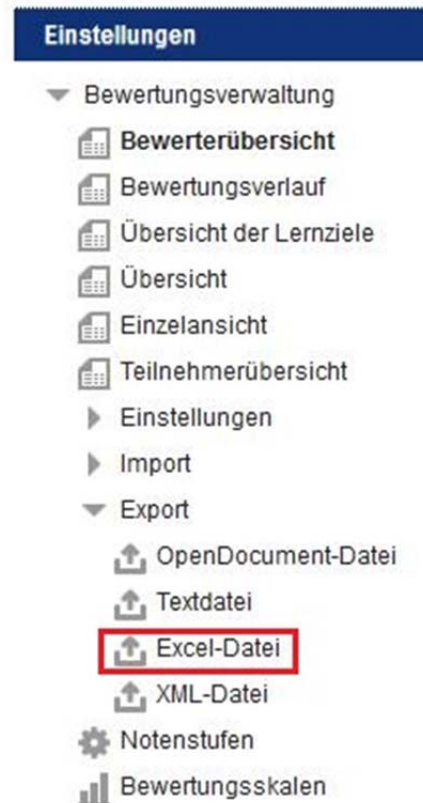 Einstellungen
Bewertungsverwaltung
Bewerterübersicht
Bewertungsverlauf
Übersicht der Lernziele
Übersicht
Einzelansicht
Teilnehmerübersicht
Einstellungen
Import
Export
OpenDocument-Datei
Textdatei
Excel-Datei
XML-Datei
Notenstufen
Bewertungsskalen